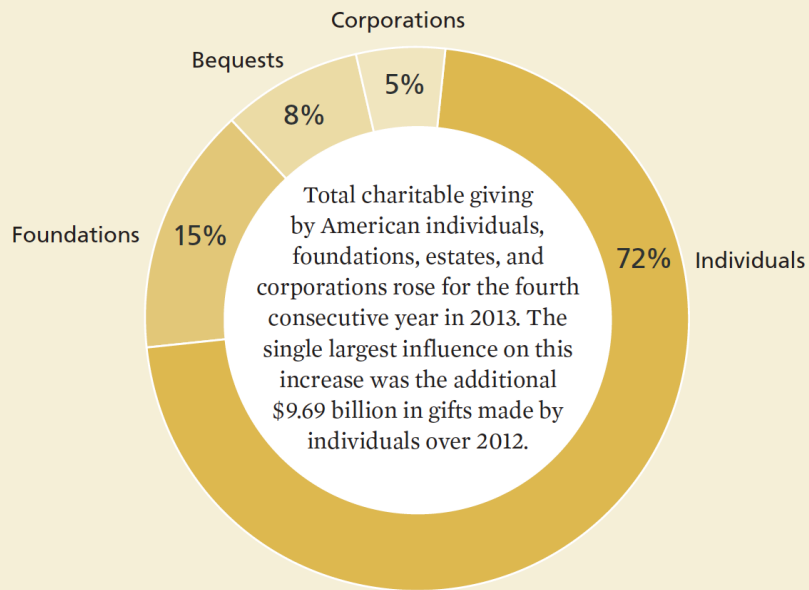 Corporations
Bequests
5%
8%
Foundations
15%
72%
Individuals
Total charitable giving
by American individuals,
foundations, estates, and
corporations rose for the fourth
consecutive year in 2013. The
single largest influence on this
increase was the additional
$9.69 billion in gifts made by
individuals over 2012.